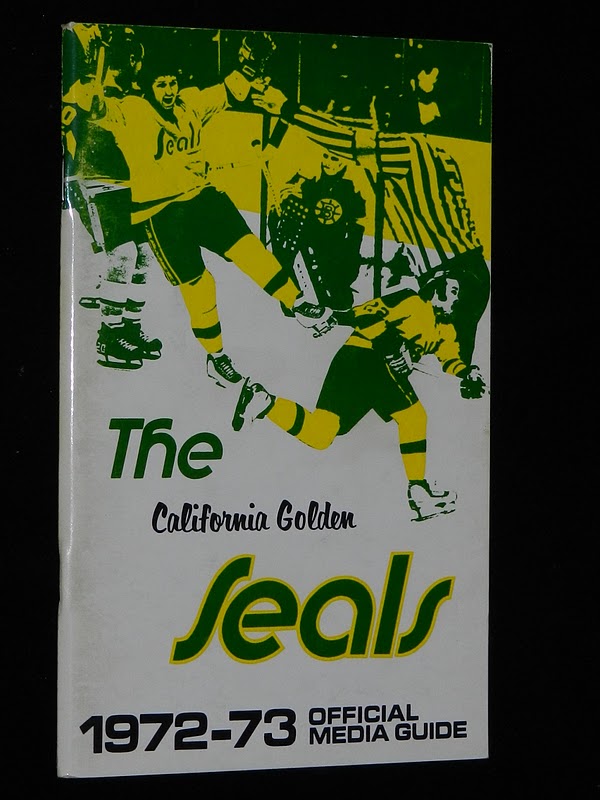 Seals
B
The
California Golden
Seals
1972-73 OFFICIAL
MEDIA GUIDE